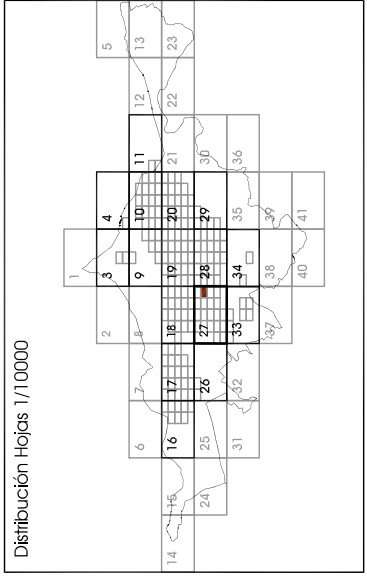 Distribución Hojas 1/10000
1
2 3 4 5
6 7 8 9 10 11 12 13
14 15 16 17 18 19 20 21 22 23
24 25 26 27 28 29 30
31 32 33 34 35 36
37 38 39
40 41